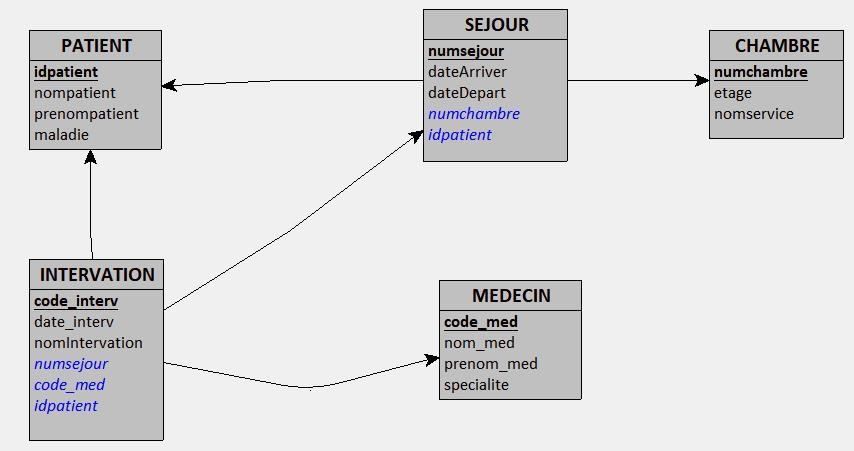 PATIENT
idpatient
nompatient
prenompatient
maladie
SEJOUR
numsejour
dateArriver
dateDepart
numchambre
idpatient
CHAMBRE
numchambre
etage
nomservice
INTERVATION
code_interv
date_interv
nomIntervation
numsejour
code_med
idpatient
MEDECIN
code_med
nom_med
prenom_med
specialite